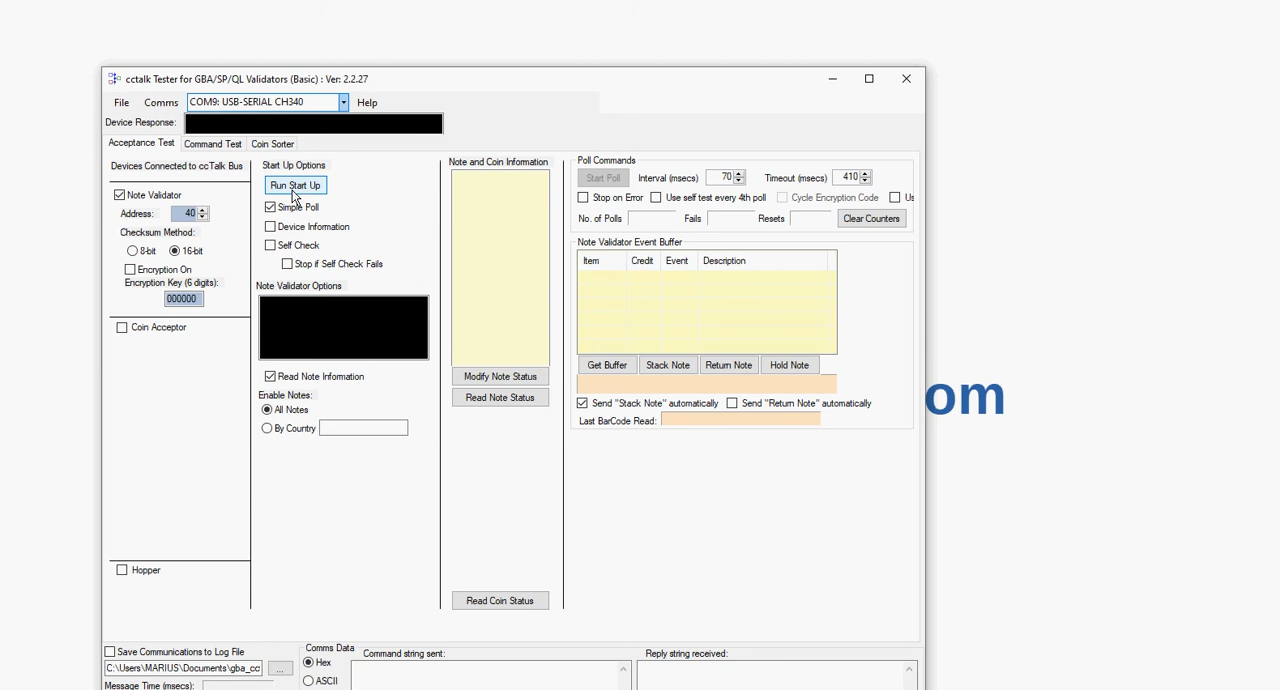 cctalk Tester for GBA/SP/QL Validators (Basic) : Ver: 2.2.27
File Comms COM9: USB-SERIAL CH340 Help
Device Response:
Acceptance Test Command Test Coin Sorter
Devices Connected to ccTalk Bus
Note Validator
Address: 40
Checksum Method:
8-bit 16-bit
Encryption On
Encryption Key (6 digits):
000000
Coin Acceptor
Hopper
Start Up Options
Run Start Up
Simple Poll
Device Information
Self Check
Stop if Self Check Fails
Note Validator Options
Read Note Information
Enable Notes:
All Notes
By Country
Note and Coin Information
Modify Note Status
Read Note Status
Read Coin Status
Poll Commands
Start Poll Interval (msecs) 70 Timeout (msecs) 410
Stop on Error Use self test every 4th poll Cycle Encryption Code Us
No. of Polls Fails Resets Clear Counters
Note Validator Event Buffer
Item Credit Event Description
Get Buffer Stack Note Return Note Hold Note
Send "Stack Note" automatically Send "Return Note" automatically
Last BarCode Read:
om
Save Communications to Log File
C:\Users\MARIUS\Documents\gba_cc ...
Message Time (msecs):
Comms Data
Hex
ASCII
Command string sent:
Reply string received: